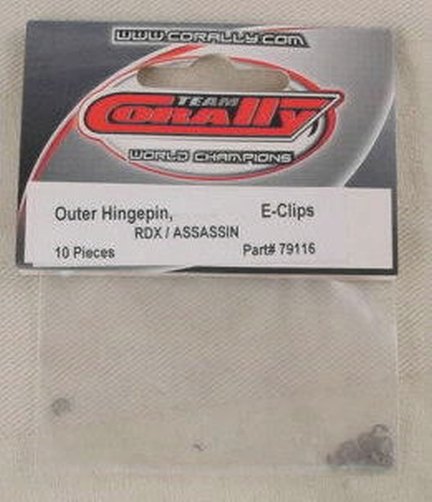 WWW.CORALLY.COM
TEAM
CORALLY
WORLD CHAMPIONS
Outer Hingepin, E-Clips
RDX / ASSASSIN
10 Pieces Part# 79116